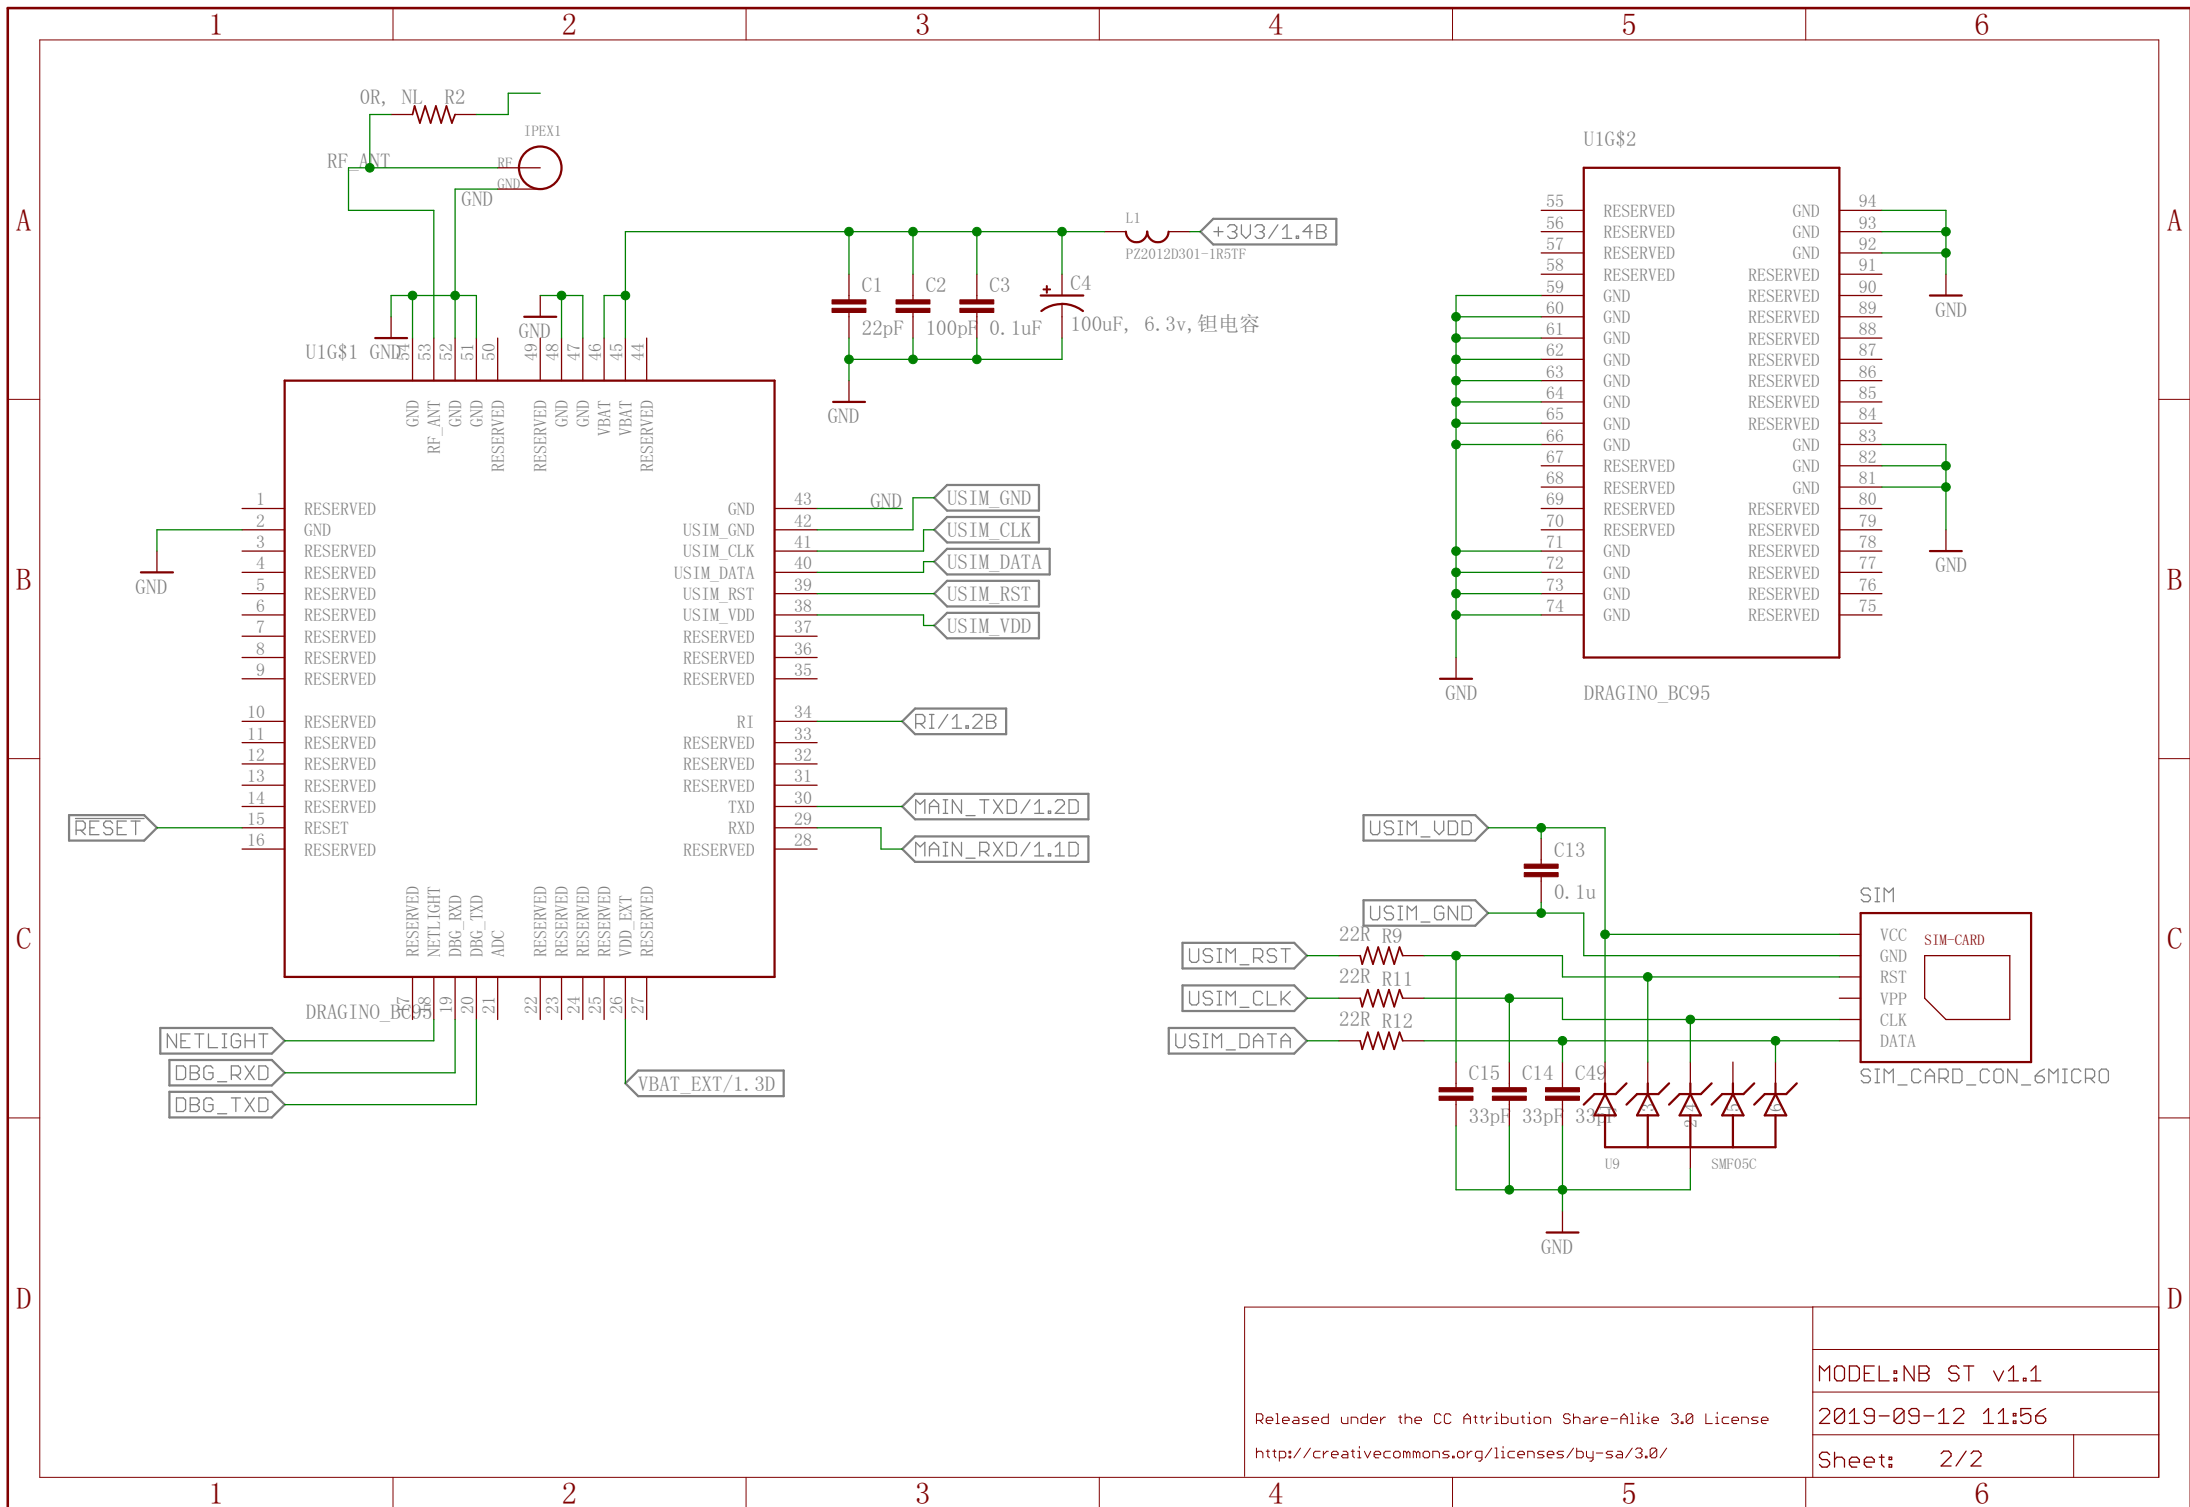 1 2 3 4 5 6
A
B
C
D
0R, NL R2
IPEX1
RF_ANT
RF
GND
GND
L1
+3V3/1.4B
PZ2012D301-1R5TF
C1 C2 C3 C4
22pF 100pF 0.1uF 100uF, 6.3v,钽电容
GND
GND
GND
U1G$1
54 53 52 51 50 49 48 47 46 45 44
GND RF_ANT GND GND RESERVED RESERVED GND GND VBAT VBAT RESERVED
1 RESERVED
2 GND
3 RESERVED
4 RESERVED
5 RESERVED
6 RESERVED
7 RESERVED
8 RESERVED
9 RESERVED
10 RESERVED
11 RESERVED
12 RESERVED
13 RESERVED
14 RESERVED
15 RESET
16 RESERVED
GND
RESET
GND 43 GND
USIM_GND 42 USIM_GND
USIM_CLK 41 USIM_CLK
USIM_DATA 40 USIM_DATA
USIM_RST 39 USIM_RST
USIM_VDD 38 USIM_VDD
RESERVED 37
RESERVED 36
RESERVED 35
RI 34 RI/1.2B
RESERVED 33
RESERVED 32
RESERVED 31
TXD 30 MAIN_TXD/1.2D
RXD 29 MAIN_RXD/1.1D
RESERVED 28
RESERVED NETLIGHT DBG_RXD DBG_TXD ADC RESERVED RESERVED RESERVED RESERVED VDD_EXT RESERVED
17 18 19 20 21 22 23 24 25 26 27
DRAGINO_BC95
NETLIGHT
DBG_RXD
DBG_TXD
VBAT_EXT/1.3D
U1G$2
55 RESERVED GND 94
56 RESERVED GND 93
57 RESERVED GND 92
58 RESERVED RESERVED 91
59 GND RESERVED 90
60 GND RESERVED 89
61 GND RESERVED 88
62 GND RESERVED 87
63 GND RESERVED 86
64 GND RESERVED 85
65 GND RESERVED 84
66 GND GND 83
67 RESERVED GND 82
68 RESERVED GND 81
69 RESERVED RESERVED 80
70 RESERVED RESERVED 79
71 GND RESERVED 78
72 GND RESERVED 77
73 GND RESERVED 76
74 GND RESERVED 75
GND
GND
GND
DRAGINO_BC95
USIM_VDD
C13
0.1u
USIM_GND
22R R9
USIM_RST
22R R11
USIM_CLK
22R R12
USIM_DATA
SIM
VCC SIM-CARD
GND
RST
VPP
CLK
DATA
SIM_CARD_CON_6MICRO
C15 C14 C49
33pF 33pF 33pF
1 3 4 5 6
2
U9 SMF05C
GND
MODEL:NB ST v1.1
Released under the CC Attribution Share-Alike 3.0 License
2019-09-12 11:56
http://creativecommons.org/licenses/by-sa/3.0/
Sheet: 2/2
A
B
C
D
1 2 3 4 5 6